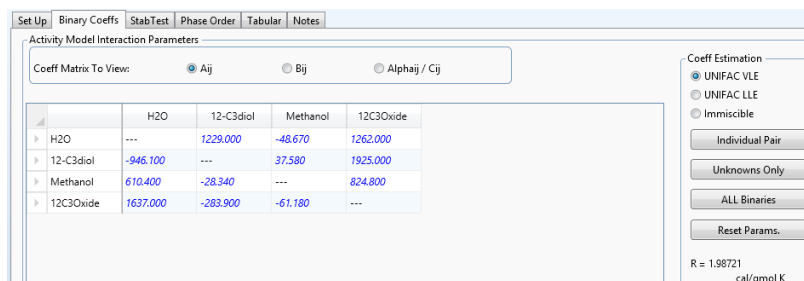 Set Up Binary Coeffs StabTest Phase Order Tabular Notes
Activity Model Interaction Parameters
Coeff Matrix To View: Aij Bij Alphaij / Cij
H2O 12-C3diol Methanol 12C3Oxide
H2O --- 1229.000 -48.670 1262.000
12-C3diol -946.100 --- 37.580 1925.000
Methanol 610.400 -28.340 --- 824.800
12C3Oxide 1637.000 -283.900 -61.180 ---
Coeff Estimation
UNIFAC VLE
UNIFAC LLE
Immiscible
Individual Pair
Unknowns Only
ALL Binaries
Reset Params.
R = 1.98721
cal/gmol K